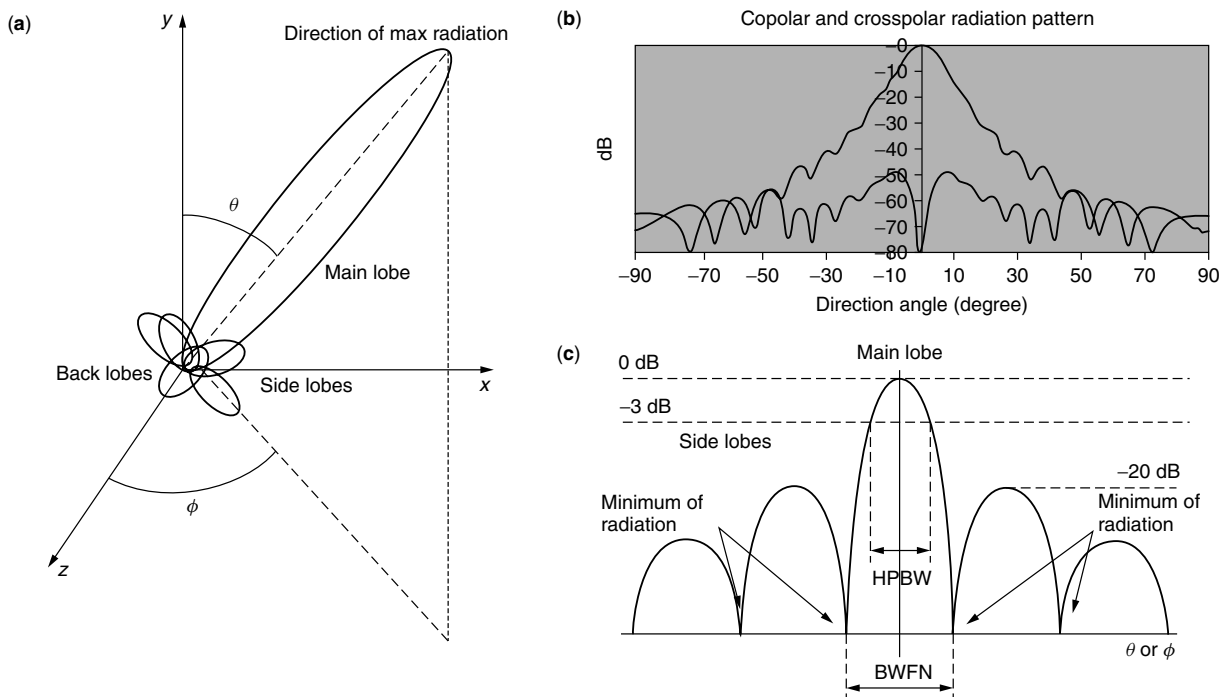 (a)
y
Direction of max radiation
θ
Main lobe
Back lobes
Side lobes
x
ϕ
z
(b)
Copolar and crosspolar radiation pattern
dB
−0
−10
−20
−30
−40
−50
−60
−70
−80
−90 −70 −50 −30 −10 10 30 50 70 90
Direction angle (degree)
(c)
Main lobe
0 dB
−3 dB
Side lobes
−20 dB
Minimum of
radiation
Minimum of
radiation
HPBW
θ or ϕ
BWFN